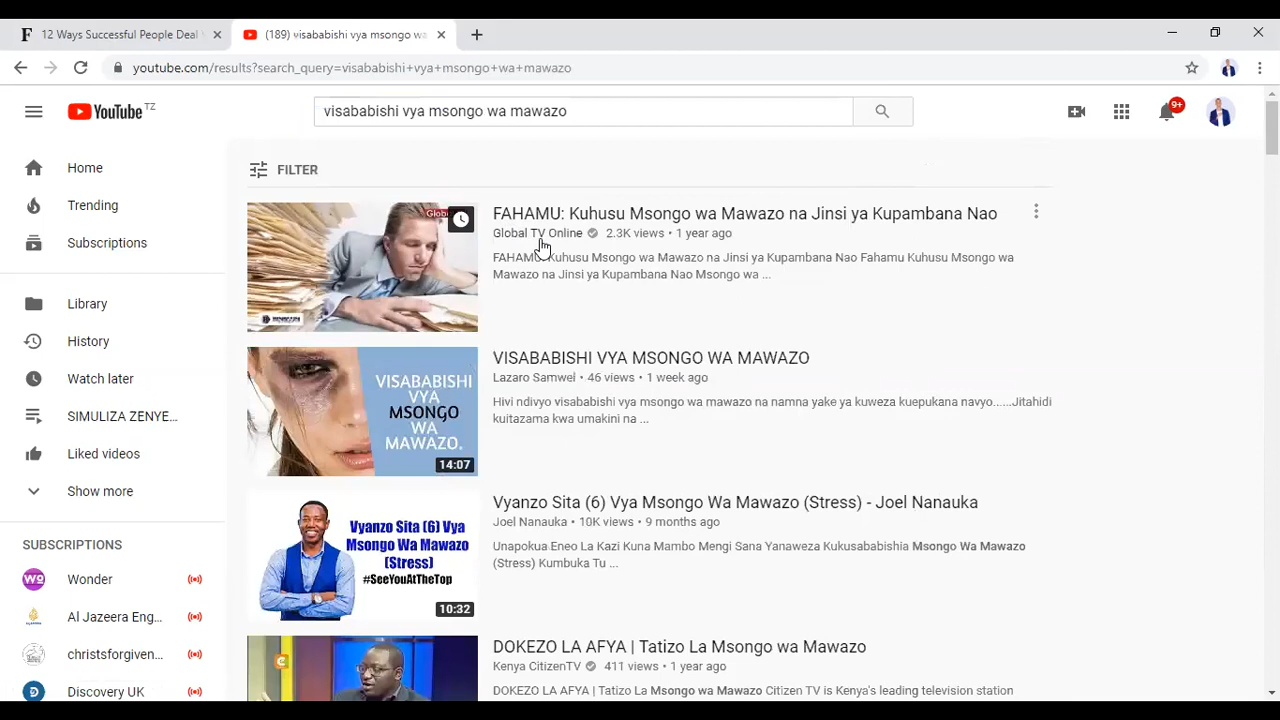 12 Ways Successful People Deal
(189) visababishi vya msongo wa
youtube.com/results?search_query=visababishi+vya+msongo+wa+mawazo
YouTube TZ
visababishi vya msongo wa mawazo
9+
Home
Trending
Subscriptions
Library
History
Watch later
SIMULIZA ZENYE...
Liked videos
Show more
SUBSCRIPTIONS
Wonder
Al Jazeera Eng...
christsforgiven...
Discovery UK
FILTER
FAHAMU: Kuhusu Msongo wa Mawazo na Jinsi ya Kupambana Nao
Global TV Online • 2.3K views • 1 year ago
FAHAMU: Kuhusu Msongo wa Mawazo na Jinsi ya Kupambana Nao Fahamu Kuhusu Msongo wa
Mawazo na Jinsi ya Kupambana Nao Msongo wa ...
VISABABISHI
VYA
MSONGO
WA
MAWAZO.
14:07
VISABABISHI VYA MSONGO WA MAWAZO
Lazaro Samwel • 46 views • 1 week ago
Hivi ndivyo visababishi vya msongo wa mawazo na namna yake ya kuweza kuepukana navyo......Jitahidi
kuitazama kwa umakini na ...
Vyanzo Sita (6) Vya
Msongo Wa Mawazo
(Stress)
#SeeYouAtTheTop
10:32
Vyanzo Sita (6) Vya Msongo Wa Mawazo (Stress) - Joel Nanauka
Joel Nanauka • 10K views • 9 months ago
Unapokua Eneo La Kazi Kuna Mambo Mengi Sana Yanaweza Kukusababishia Msongo Wa Mawazo
(Stress) Kumbuka Tu ...
DOKEZO LA AFYA | Tatizo La Msongo wa Mawazo
Kenya CitizenTV • 411 views • 1 year ago
DOKEZO LA AFYA | Tatizo La Msongo wa Mawazo Citizen TV is Kenya's leading television station